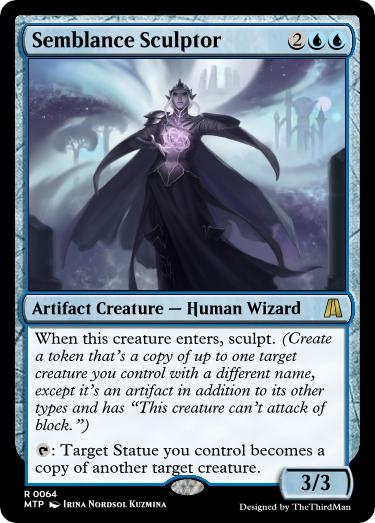 Semblance Sculptor 2
Artifact Creature — Human Wizard
When this creature enters, sculpt. (Create
a token that's a copy of up to one target
creature you control with a different name,
except it's an artifact in addition to its other
types and has “This creature can't attack of
block.”)
: Target Statue you control becomes a
copy of another target creature.
3/3
R 0064
MTP Irina Nordsol Kuzmina
Designed by TheThirdMan